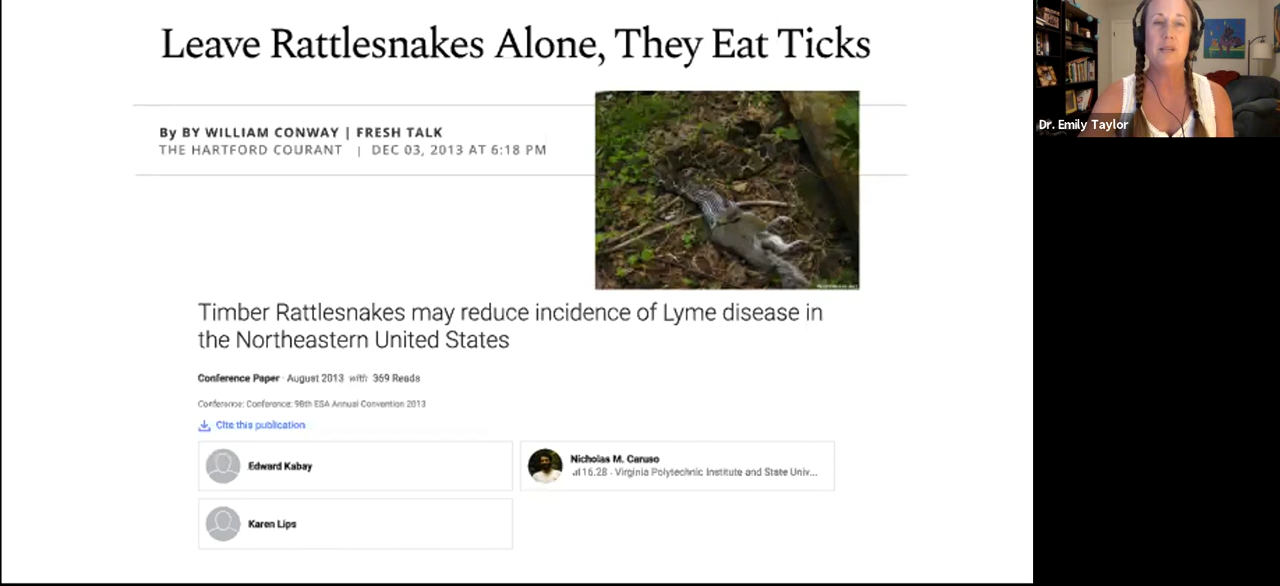 Leave Rattlesnakes Alone, They Eat Ticks
By BY WILLIAM CONWAY | FRESH TALK
THE HARTFORD COURANT | DEC 03, 2013 AT 6:18 PM
Timber Rattlesnakes may reduce incidence of Lyme disease in
the Northeastern United States
Conference Paper · August 2013 with 369 Reads
Conference: Conference: 98th ESA Annual Convention 2013
Cite this publication
Edward Kabay
Nicholas M. Caruso
16.28 · Virginia Polytechnic Institute and State Univ...
Karen Lips
Dr. Emily Taylor